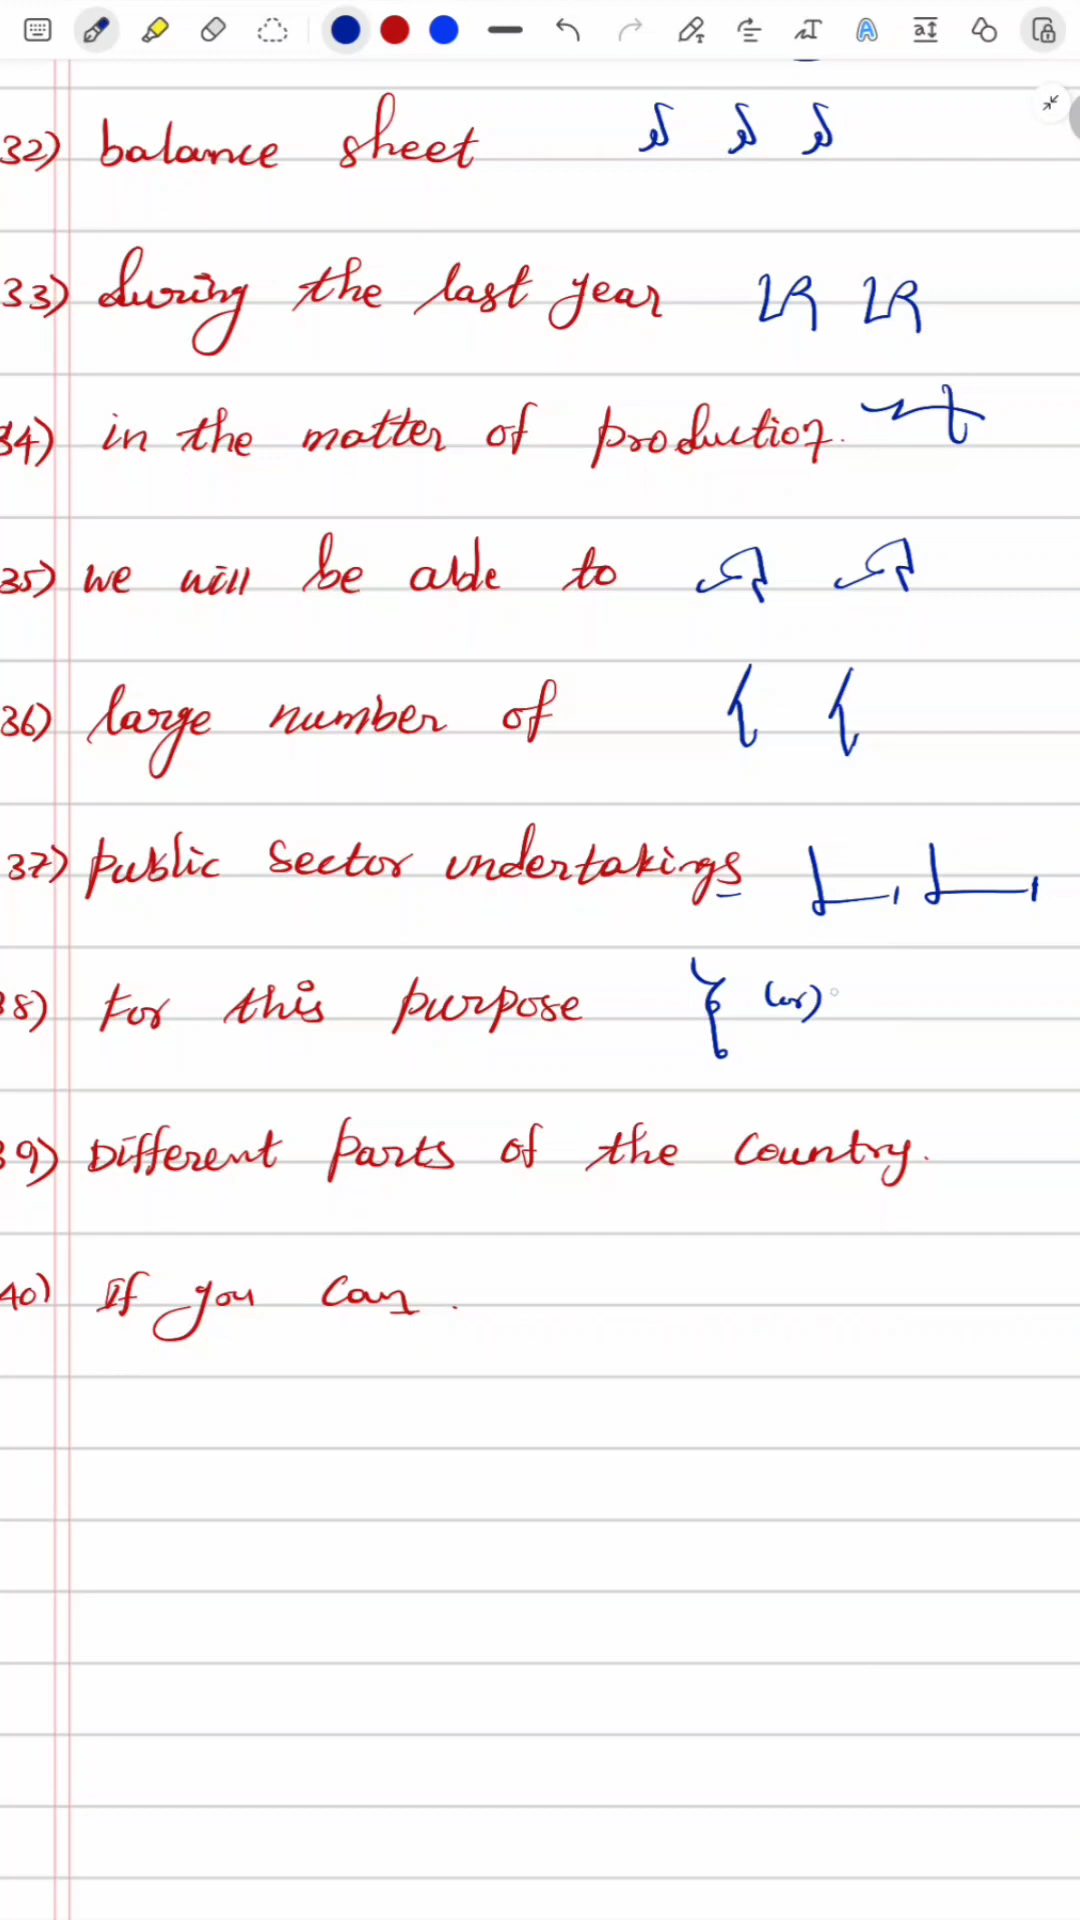 32) balance sheet
33) during the last year
34) in the matter of production.
35) we will be able to
36) large number of
37) public sector undertakings
38) For this purpose (or)
39) Different parts of the Country.
40) If you can.